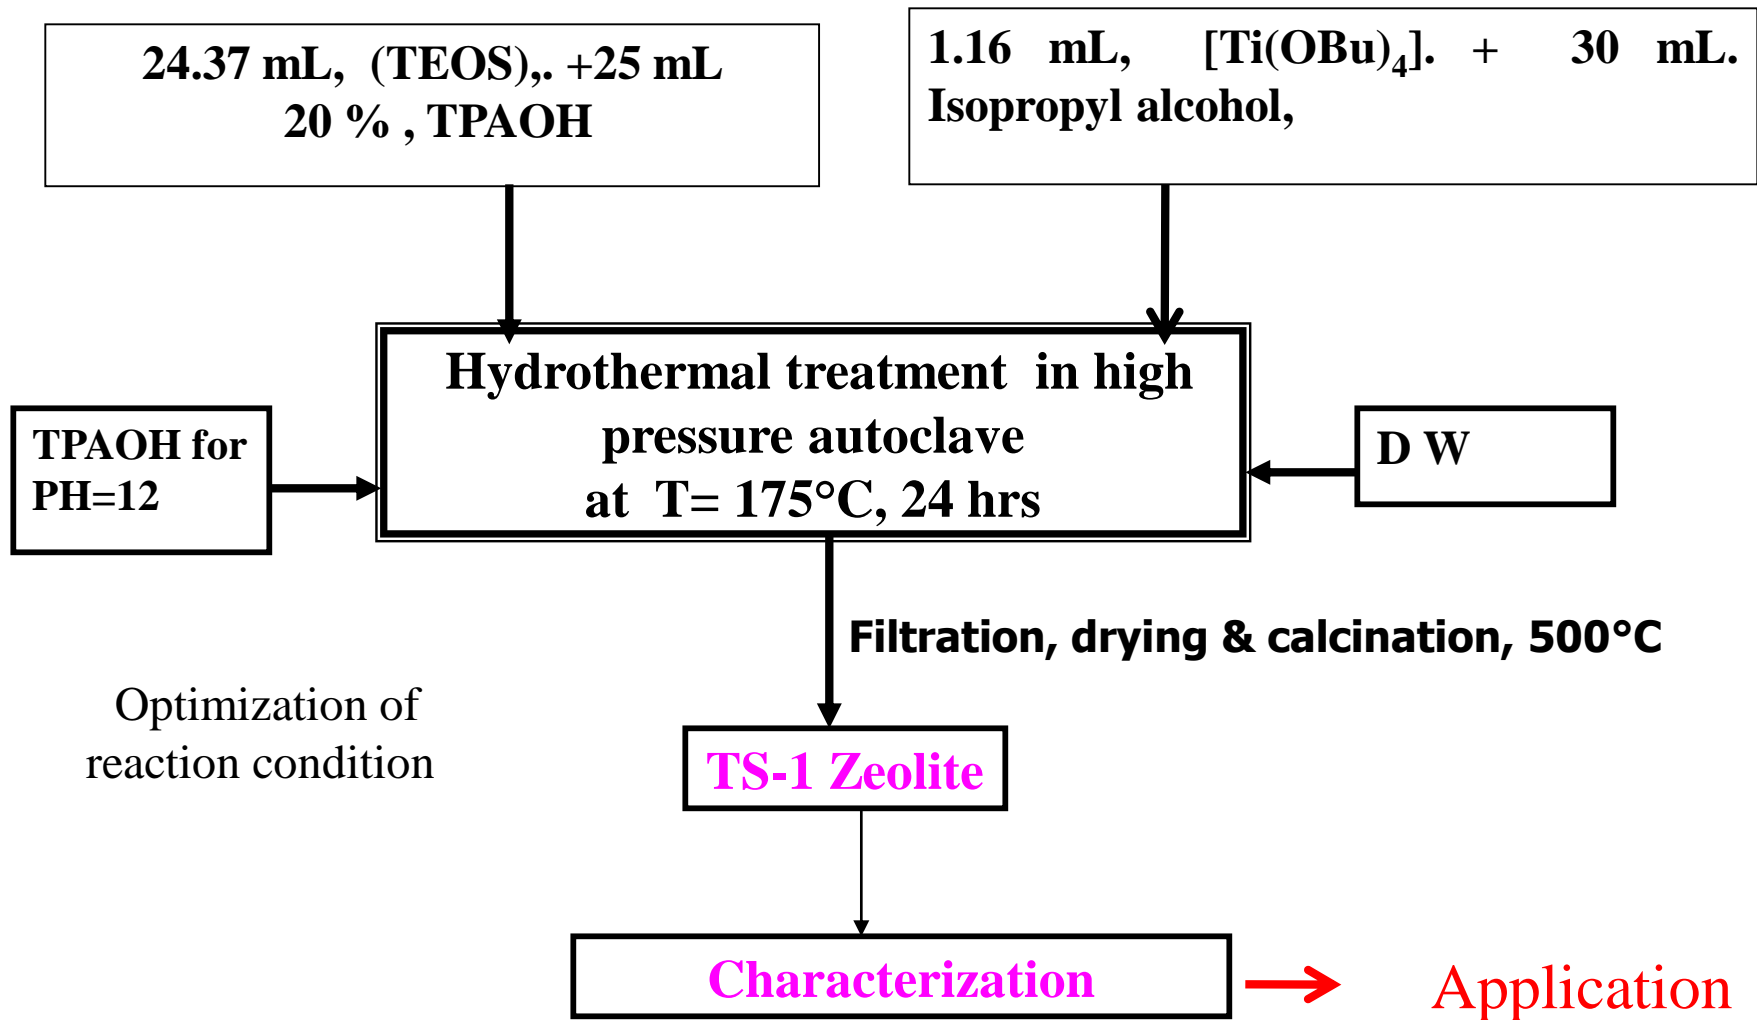 24.37 mL, (TEOS),. +25 mL
20 % , TPAOH
1.16 mL, [Ti(OBu)₄]. + 30 mL.
Isopropyl alcohol,
Hydrothermal treatment in high
pressure autoclave
at T= 175°C, 24 hrs
TPAOH for
PH=12
D W
Filtration, drying & calcination, 500°C
Optimization of
reaction condition
TS-1 Zeolite
Characterization
Application